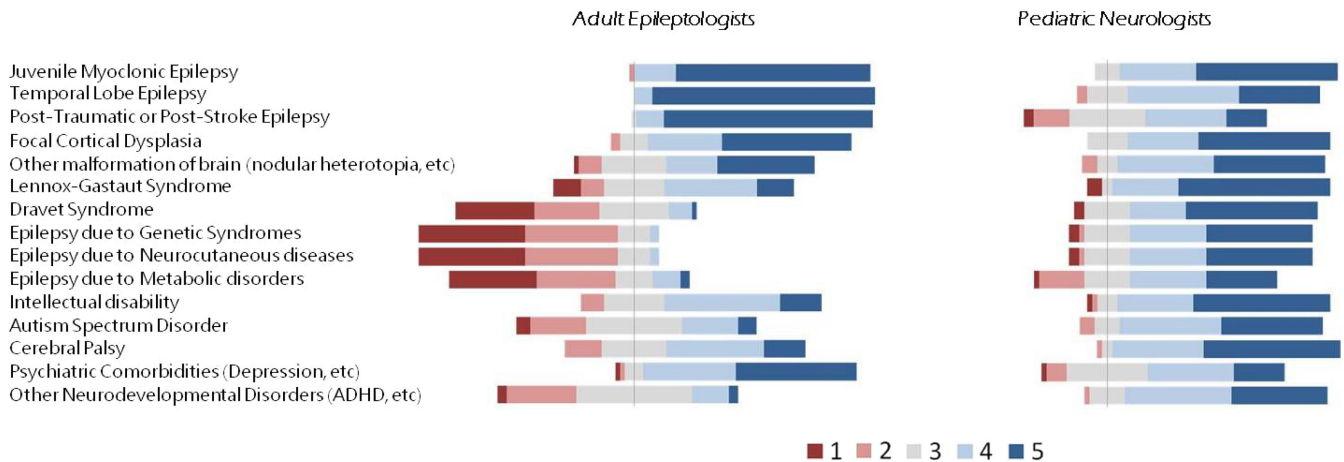 Adult Epileptologists
Pediatric Neurologists
Juvenile Myoclonic Epilepsy
Temporal Lobe Epilepsy
Post-Traumatic or Post-Stroke Epilepsy
Focal Cortical Dysplasia
Other malformation of brain (nodular heterotopia, etc)
Lennox-Gastaut Syndrome
Dravet Syndrome
Epilepsy due to Genetic Syndromes
Epilepsy due to Neurocutaneous diseases
Epilepsy due to Metabolic disorders
Intellectual disability
Autism Spectrum Disorder
Cerebral Palsy
Psychiatric Comorbidities (Depression, etc)
Other Neurodevelopmental Disorders (ADHD, etc)
1 2 3 4 5